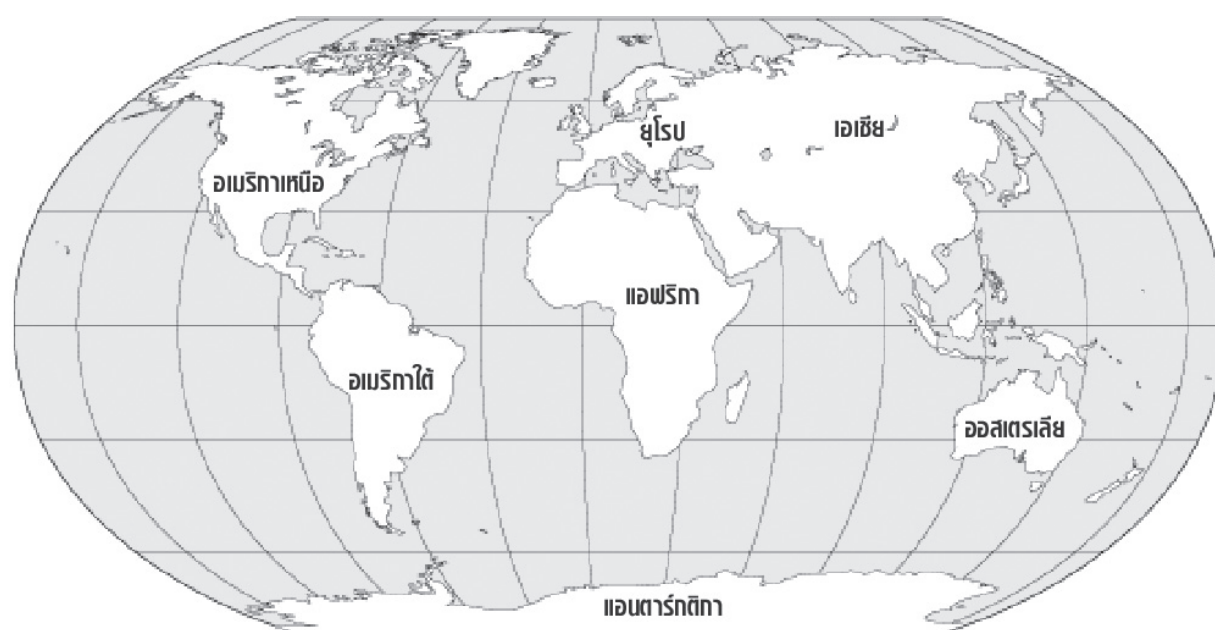 ยุโรป
เอเชีย
อเมริกาเหนือ
แอฟริกา
อเมริกาใต้
ออสเตรเลีย
แอนตาร์กติกา